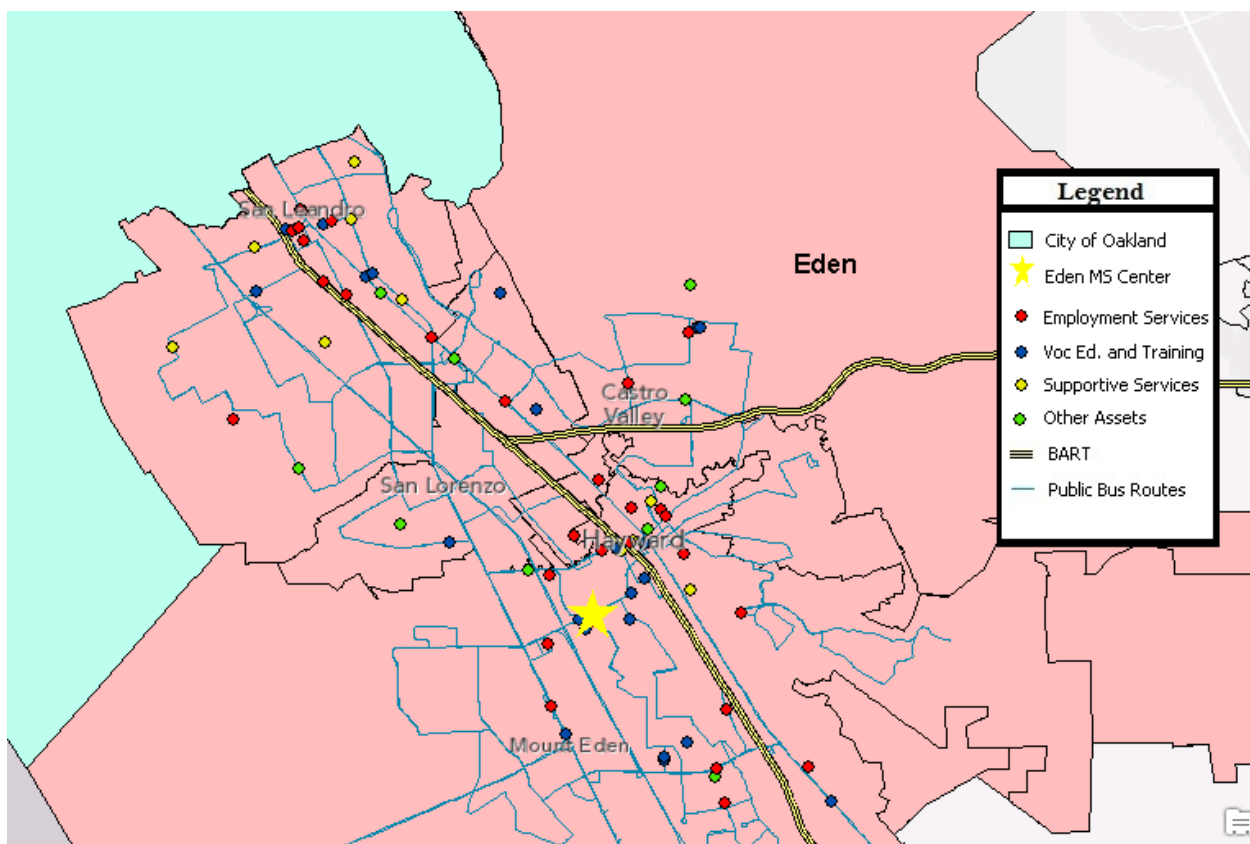 San Leandro
Eden
Castro
Valley
San Lorenzo
Hayward
Mount Eden
Legend
City of Oakland
Eden MS Center
Employment Services
Voc Ed. and Training
Supportive Services
Other Assets
BART
Public Bus Routes